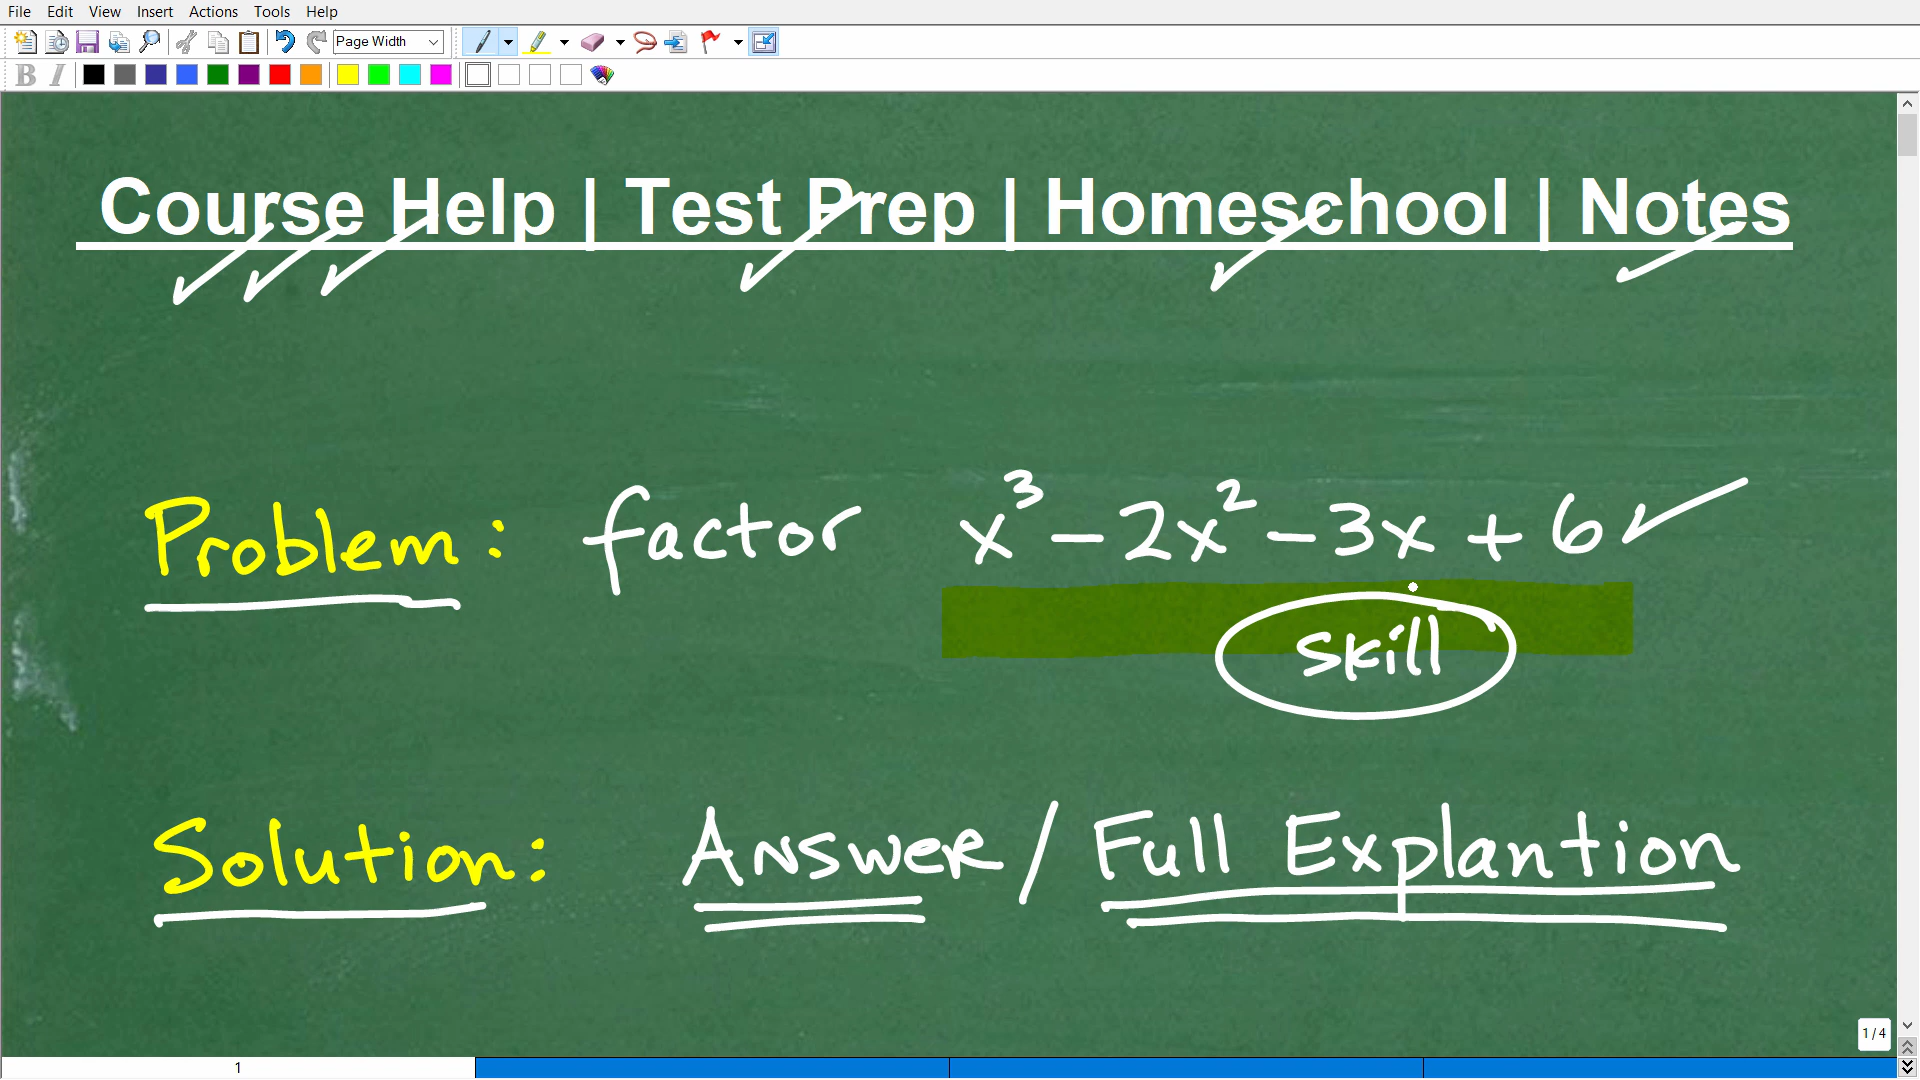 File Edit View Insert Actions Tools Help
Page Width
B I
Course Help | Test Prep | Homeschool | Notes
Problem: factor x³ - 2x² - 3x + 6
skill
Solution: Answer / Full Explantion
1 / 4
1